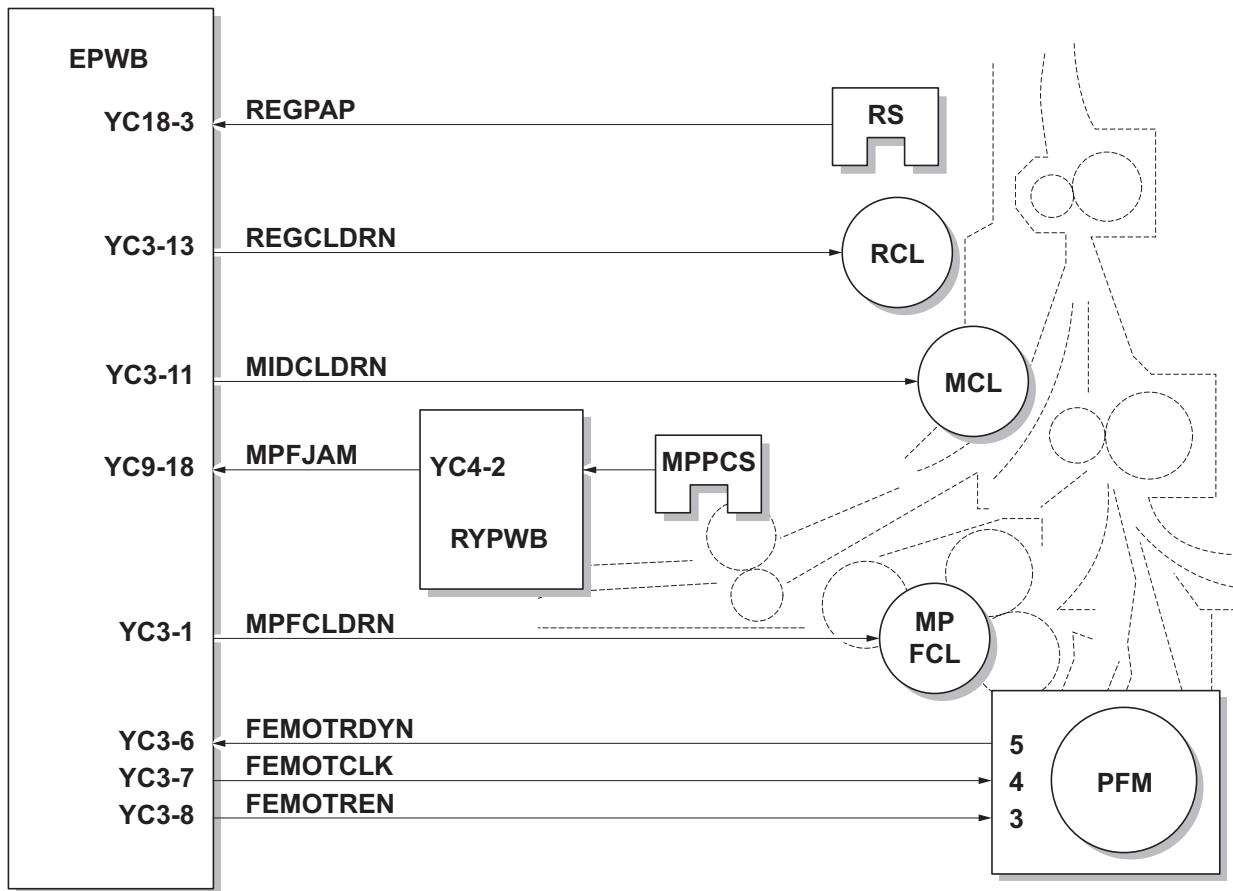 EPWB
YC18-3 REGPAP RS
YC3-13 REGCLDRN RCL
YC3-11 MIDCLDRN MCL
YC9-18 MPFJAM YC4-2 MPPCS
RYPWB
YC3-1 MPFCLDRN MP
FCL
YC3-6 FEMOTRDYN 5
YC3-7 FEMOTCLK 4 PFM
YC3-8 FEMOTREN 3